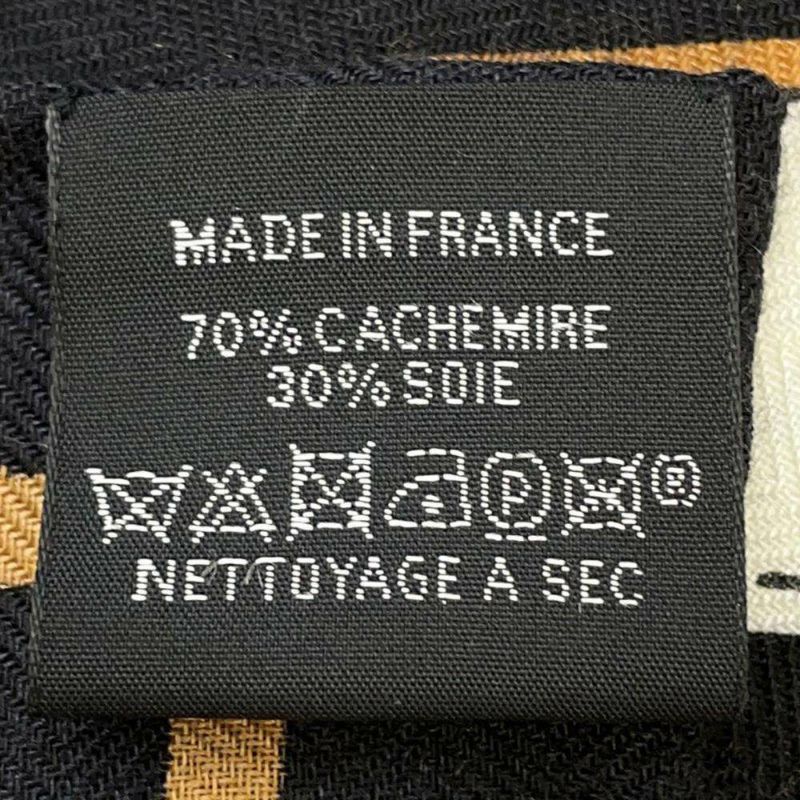 MADE IN FRANCE
70% CACHEMIRE
30% SOIE
P ®
NETTOYAGE A SEC